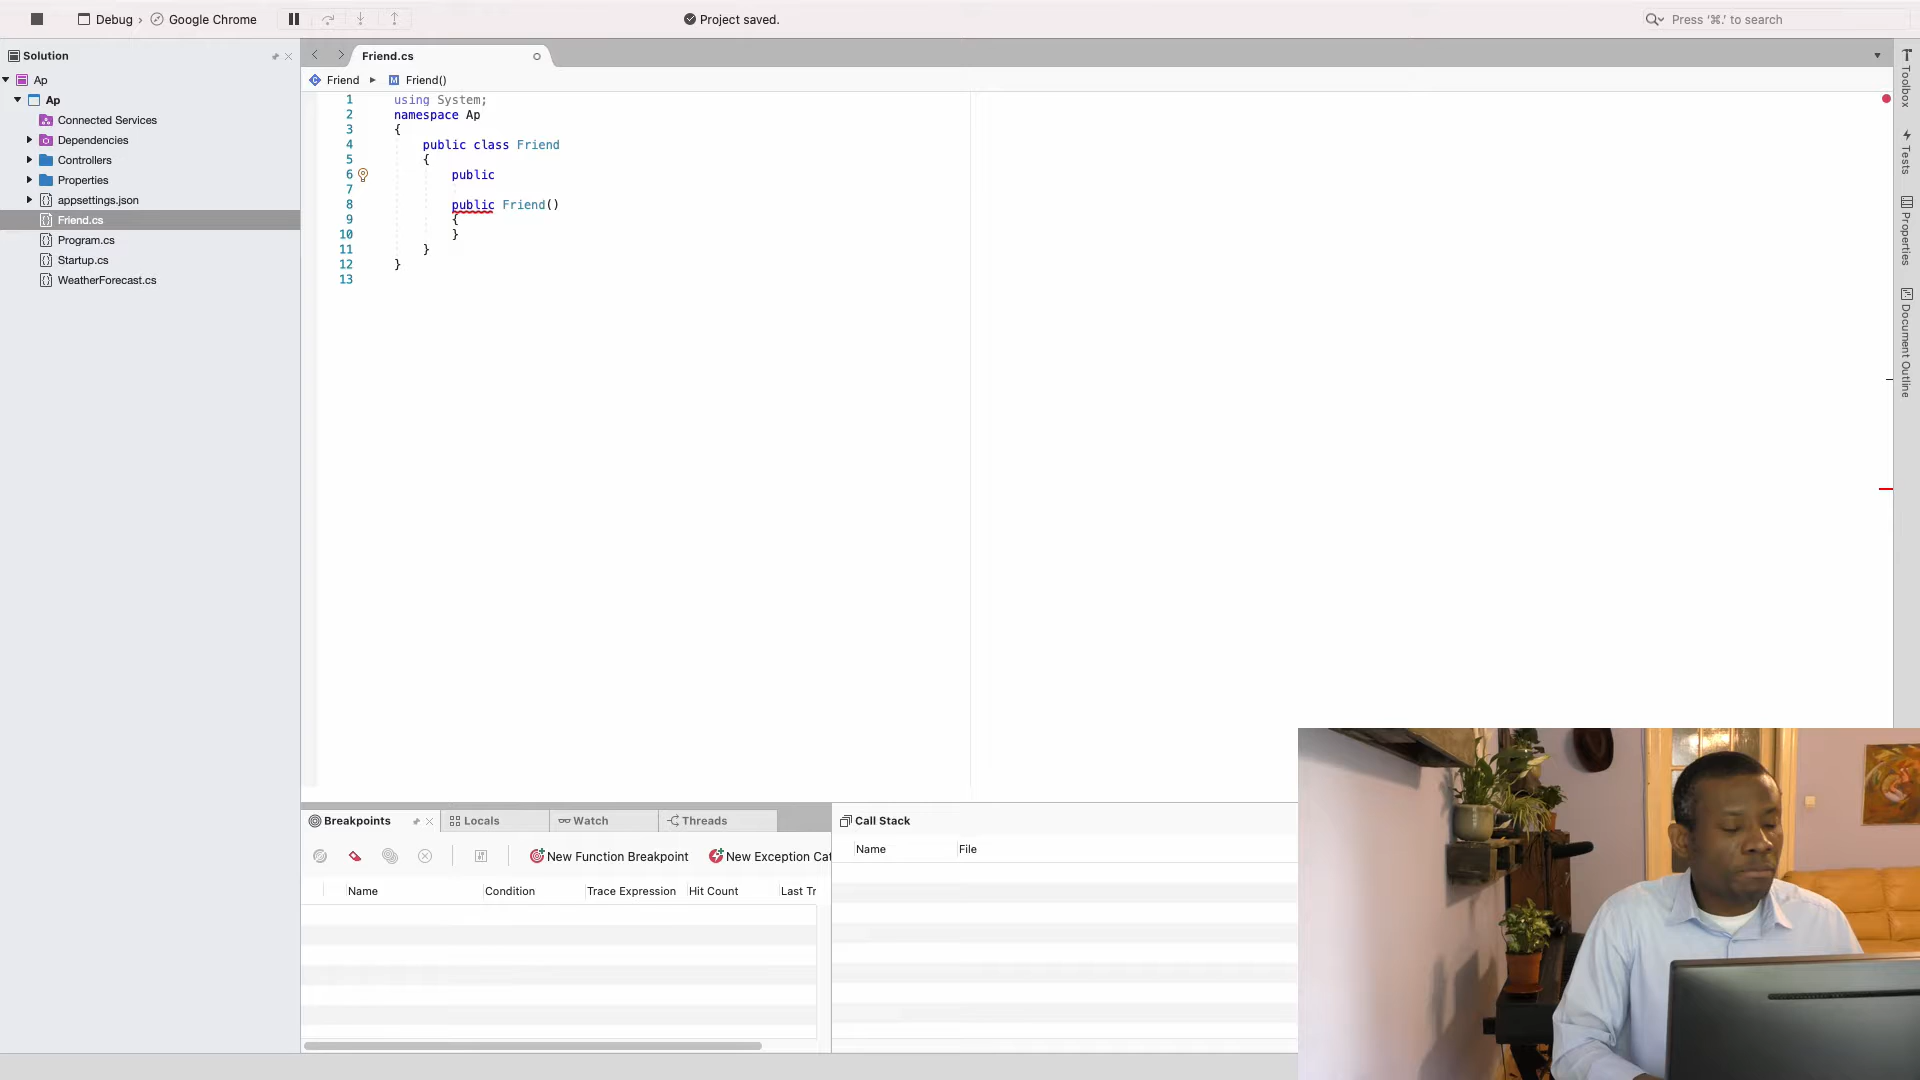 Debug › Google Chrome
Project saved.
Press '⌘.' to search
Solution
Friend.cs
Friend ▸ Friend()
Ap
Ap
Connected Services
Dependencies
Controllers
Properties
appsettings.json
Friend.cs
Program.cs
Startup.cs
WeatherForecast.cs
1 using System;
2 namespace Ap
3 {
4 public class Friend
5 {
6 public
7
8 public Friend()
9 {
10 }
11 }
12 }
13
Toolbox
Tests
Properties
Document Outline
Breakpoints
Locals
Watch
Threads
New Function Breakpoint
New Exception Cat
Name Condition Trace Expression Hit Count Last Tr
Call Stack
Name File